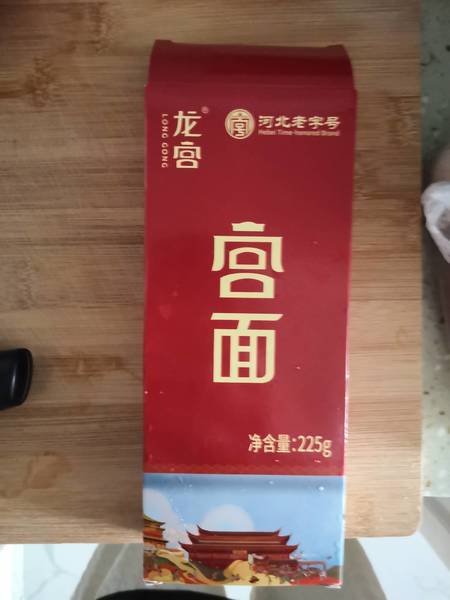 龙宫®
LONG GONG
河北老字号
Hebei Time-honored Brand
宫面
净含量:225g